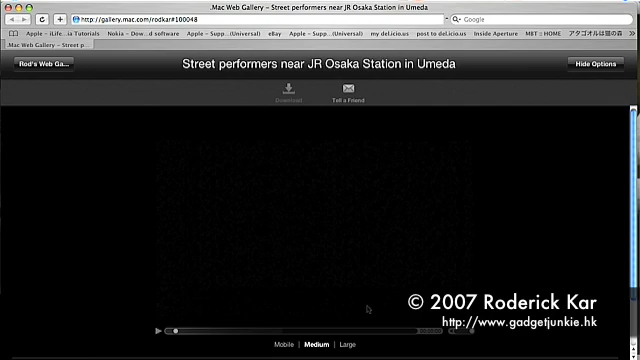 .Mac Web Gallery – Street performers near JR Osaka Station in Umeda
http://gallery.mac.com/rodkar#100048
Google
Apple – iLife...ia Tutorials Nokia – Dow...d software Apple – Supp...(Universal) eBay Apple – Supp...(Universal) my del.icio.us post to del.icio.us Inside Aperture MBT :: HOME アタゴオルは猫の森
.Mac Web Gallery – Street p...
Rod's Web Ga...
Street performers near JR Osaka Station in Umeda
Hide Options
Download Tell a Friend
© 2007 Roderick Kar
http://www.gadgetjunkie.hk
Mobile | Medium | Large